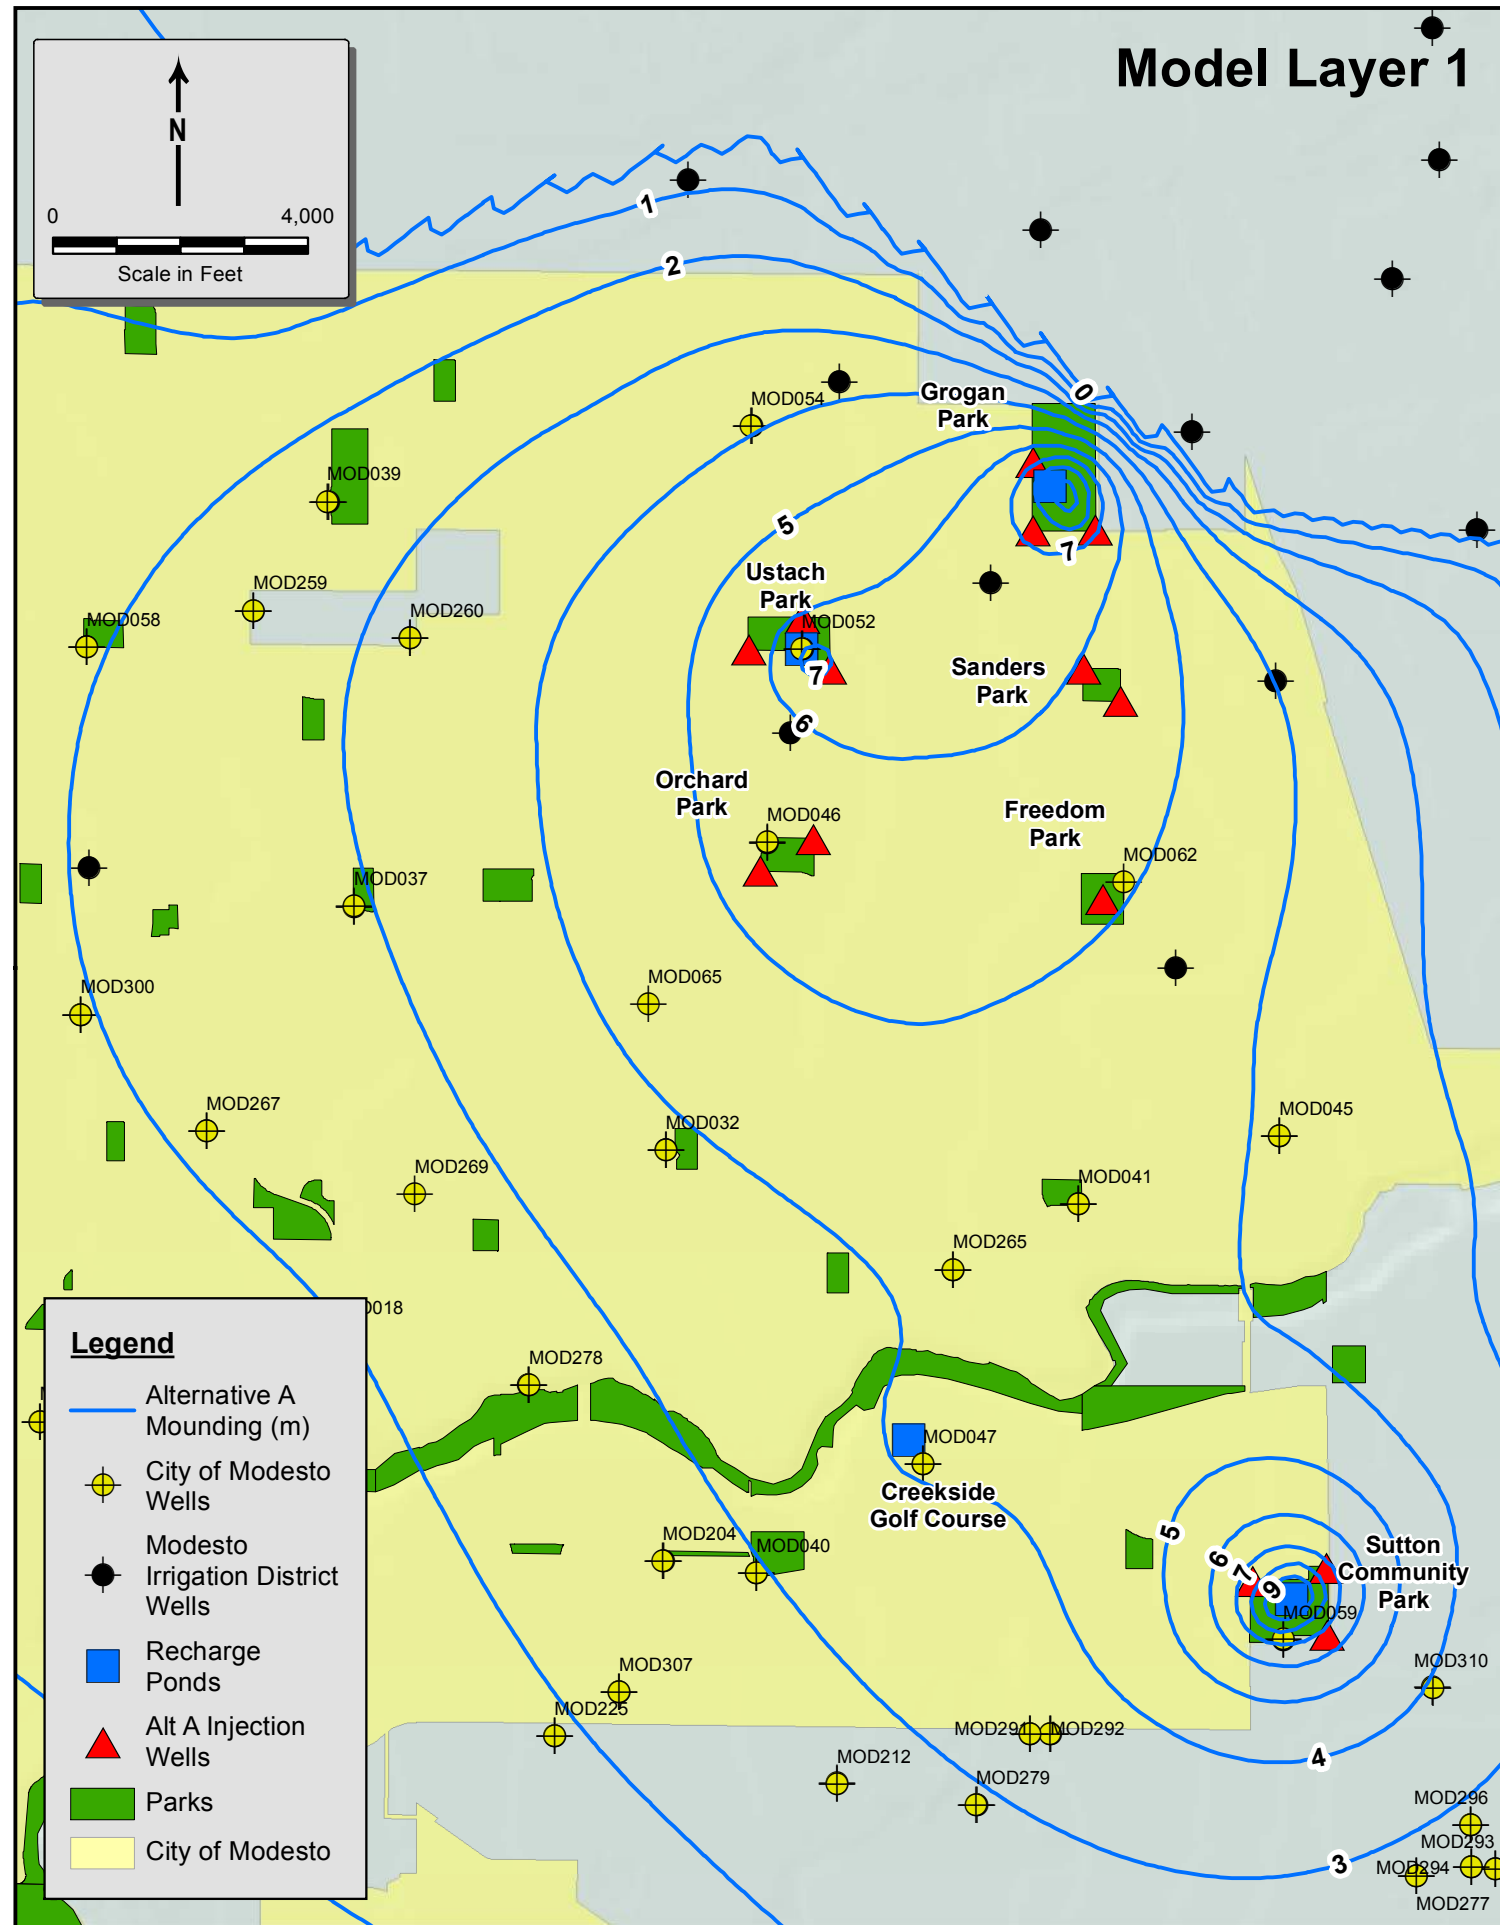 Model Layer 1
N
0 4,000
Scale in Feet
1
2
0
Grogan
Park
MOD054
MOD039
5
7
Ustach
Park
MOD259
MOD260
MOD058
MOD052
7
Sanders
Park
6
Orchard
Park
MOD046
Freedom
Park
MOD062
MOD037
MOD065
MOD300
MOD267
MOD032
MOD045
MOD269
MOD041
MOD265
Legend
Alternative A
Mounding (m)
City of Modesto
Wells
Modesto
Irrigation District
Wells
Recharge
Ponds
Alt A Injection
Wells
Parks
City of Modesto
MOD278
MOD047
Creekside
Golf Course
MOD204
MOD040
5
6
7
9
Sutton
Community
Park
MOD059
MOD307
MOD310
MOD225
MOD291
MOD292
4
MOD212
MOD279
MOD296
MOD293
3
MOD294
MOD277